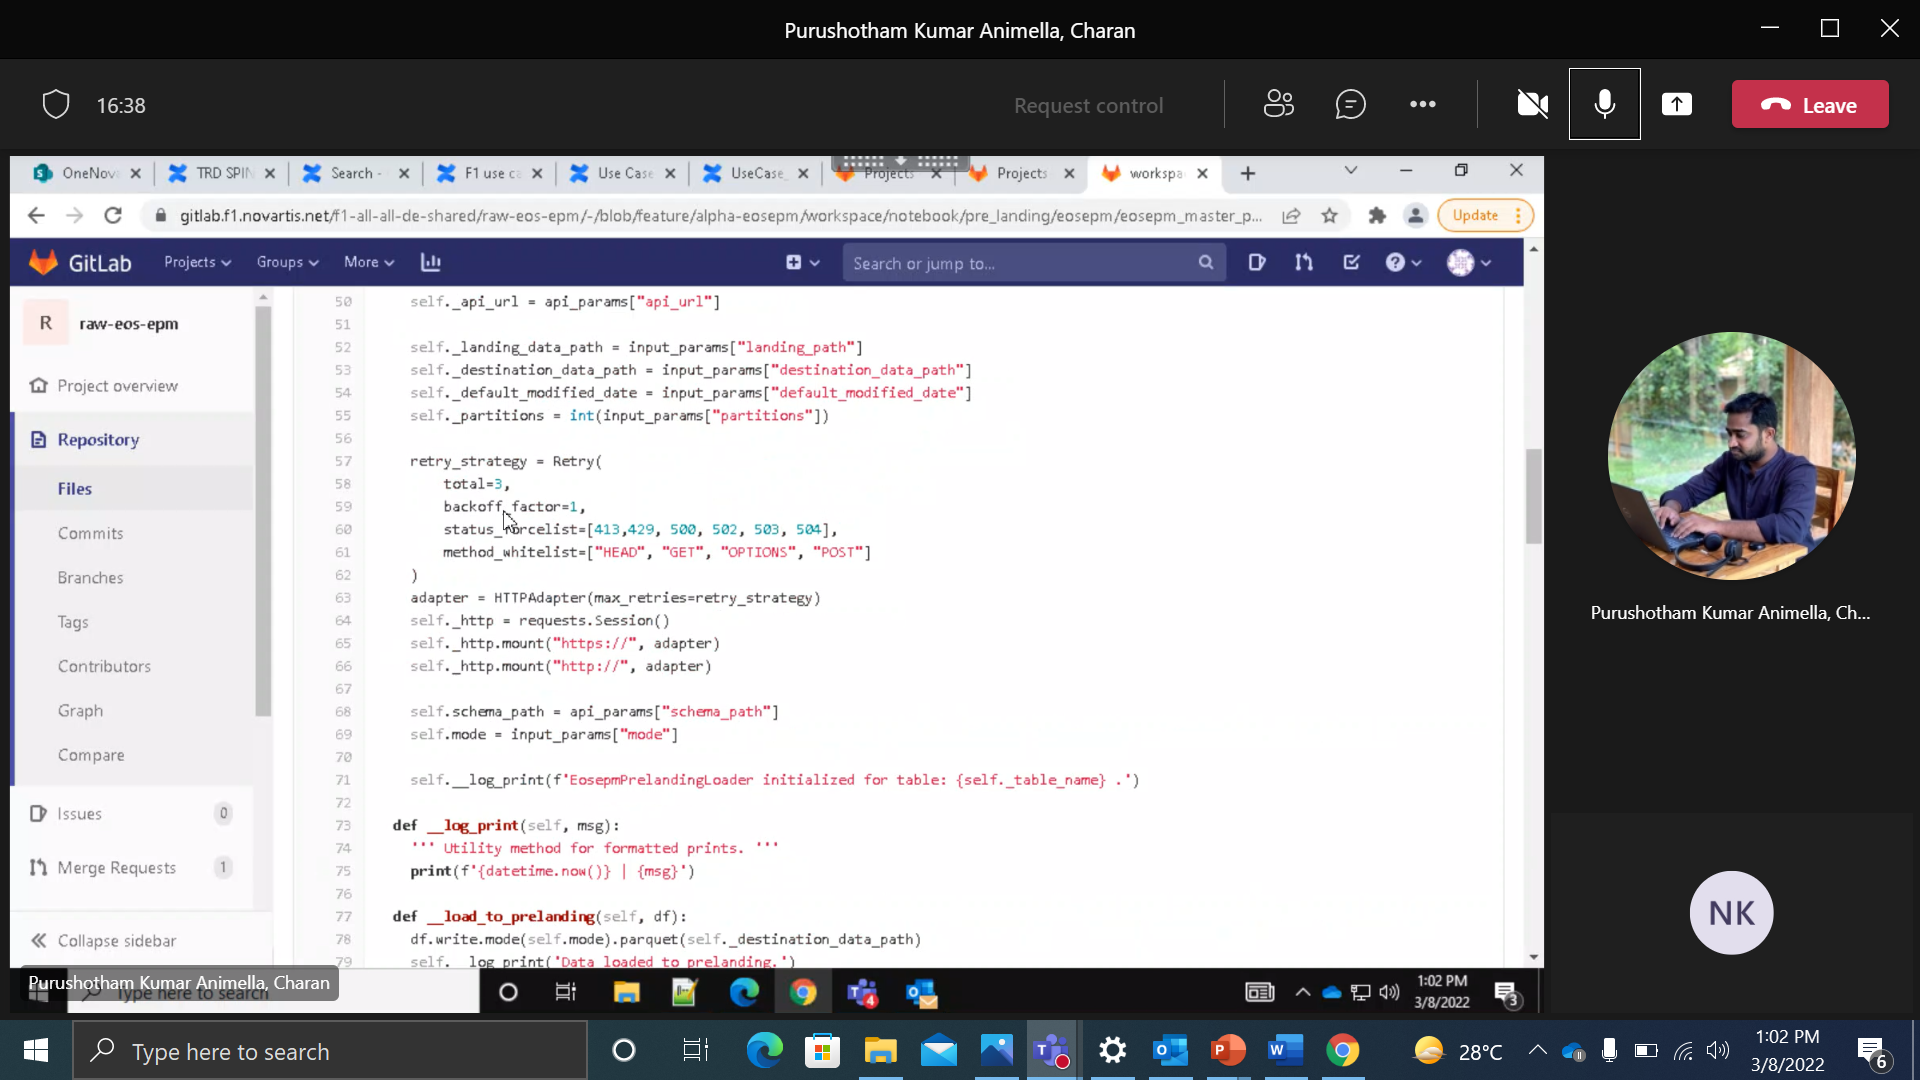 Purushotham Kumar Animella, Charan
16:38
Request control
Leave
OneNov
TRD SPIN
Search -
F1 use ca
Use Case
UseCase_
Projects
Projects
workspa
gitlab.f1.novartis.net/f1-all-all-de-shared/raw-eos-epm/-/blob/feature/alpha-eosepm/workspace/notebook/pre_landing/eosepm/eosepm_master_p...
Update
GitLab
Projects
Groups
More
Search or jump to...
R
raw-eos-epm
Project overview
Repository
Files
Commits
Branches
Tags
Contributors
Graph
Compare
Issues
0
Merge Requests
1
Collapse sidebar
50 self._api_url = api_params["api_url"]
51
52 self._landing_data_path = input_params["landing_path"]
53 self._destination_data_path = input_params["destination_data_path"]
54 self._default_modified_date = input_params["default_modified_date"]
55 self._partitions = int(input_params["partitions"])
56
57 retry_strategy = Retry(
58 total=3,
59 backoff_factor=1,
60 status_forcelist=[413,429, 500, 502, 503, 504],
61 method_whitelist=["HEAD", "GET", "OPTIONS", "POST"]
62 )
63 adapter = HTTPAdapter(max_retries=retry_strategy)
64 self._http = requests.Session()
65 self._http.mount("https://", adapter)
66 self._http.mount("http://", adapter)
67
68 self.schema_path = api_params["schema_path"]
69 self.mode = input_params["mode"]
70
71 self.__log_print(f'EosepmPrelandingLoader initialized for table: {self._table_name} .')
72
73 def __log_print(self, msg):
74 ''' Utility method for formatted prints. '''
75 print(f'{datetime.now()} | {msg}')
76
77 def __load_to_prelanding(self, df):
78 df.write.mode(self.mode).parquet(self._destination_data_path)
79 self.__log_print('Data loaded to prelanding.')
Purushotham Kumar Animella, Ch...
NK
Purushotham Kumar Animella, Charan
Type here to search
4
1:02 PM
3/8/2022
3
Type here to search
28°C
1:02 PM
3/8/2022
6